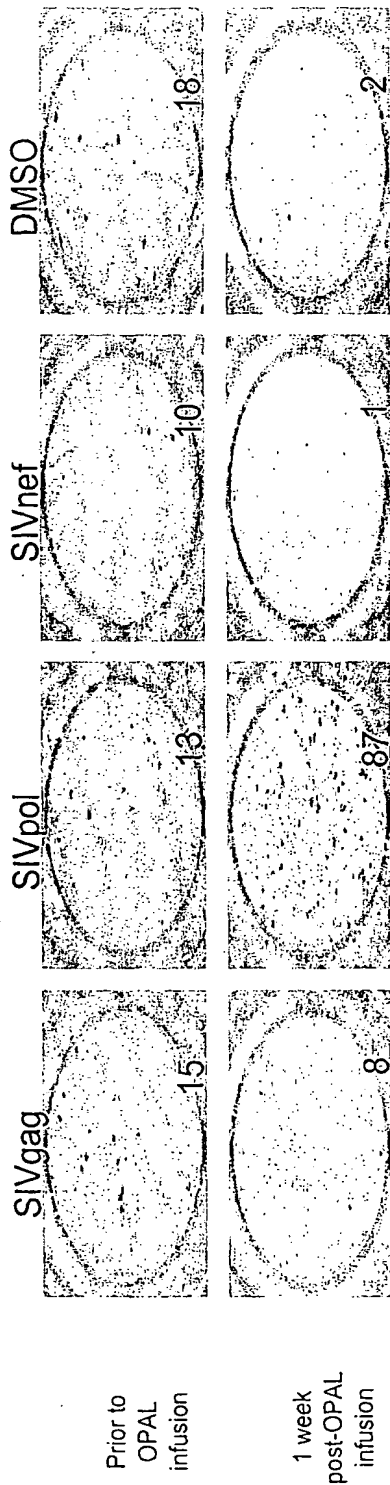 SIVgag
SIVpol
SIVnef
DMSO
Prior to
OPAL
infusion
15
13
10
18
1 week
post-OPAL
infusion
8
87
1
2